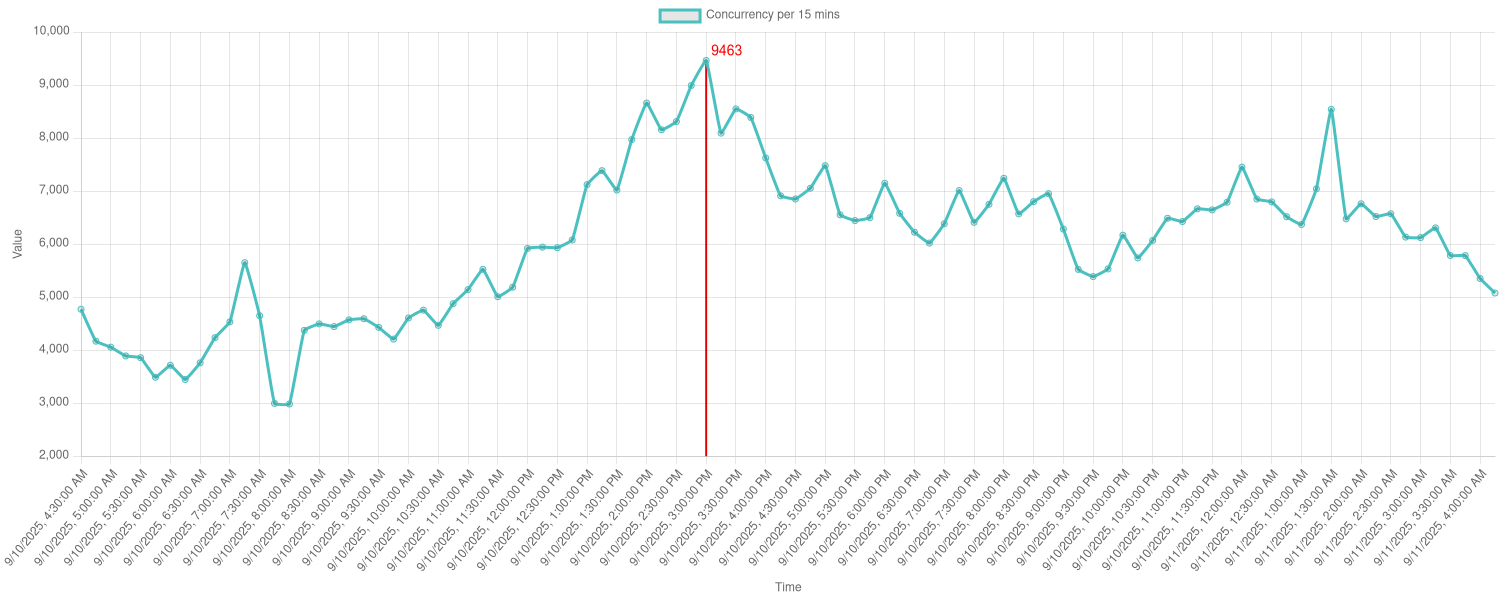 Concurrency per 15 mins
10,000
9463
9,000
8,000
7,000
6,000
5,000
4,000
3,000
2,000
Value
9/10/2025, 4:30:00 AM
9/10/2025, 5:00:00 AM
9/10/2025, 5:30:00 AM
9/10/2025, 6:00:00 AM
9/10/2025, 6:30:00 AM
9/10/2025, 7:00:00 AM
9/10/2025, 7:30:00 AM
9/10/2025, 8:00:00 AM
9/10/2025, 8:30:00 AM
9/10/2025, 9:00:00 AM
9/10/2025, 9:30:00 AM
9/10/2025, 10:00:00 AM
9/10/2025, 10:30:00 AM
9/10/2025, 11:00:00 AM
9/10/2025, 11:30:00 AM
9/10/2025, 12:00:00 PM
9/10/2025, 12:30:00 PM
9/10/2025, 1:00:00 PM
9/10/2025, 1:30:00 PM
9/10/2025, 2:00:00 PM
9/10/2025, 2:30:00 PM
9/10/2025, 3:00:00 PM
9/10/2025, 3:30:00 PM
9/10/2025, 4:00:00 PM
9/10/2025, 4:30:00 PM
9/10/2025, 5:00:00 PM
9/10/2025, 5:30:00 PM
9/10/2025, 6:00:00 PM
9/10/2025, 6:30:00 PM
9/10/2025, 7:00:00 PM
9/10/2025, 7:30:00 PM
9/10/2025, 8:00:00 PM
9/10/2025, 8:30:00 PM
9/10/2025, 9:00:00 PM
9/10/2025, 9:30:00 PM
9/10/2025, 10:00:00 PM
9/10/2025, 10:30:00 PM
9/10/2025, 11:00:00 PM
9/10/2025, 11:30:00 PM
9/11/2025, 12:00:00 AM
9/11/2025, 12:30:00 AM
9/11/2025, 1:00:00 AM
9/11/2025, 1:30:00 AM
9/11/2025, 2:00:00 AM
9/11/2025, 2:30:00 AM
9/11/2025, 3:00:00 AM
9/11/2025, 3:30:00 AM
9/11/2025, 4:00:00 AM
Time